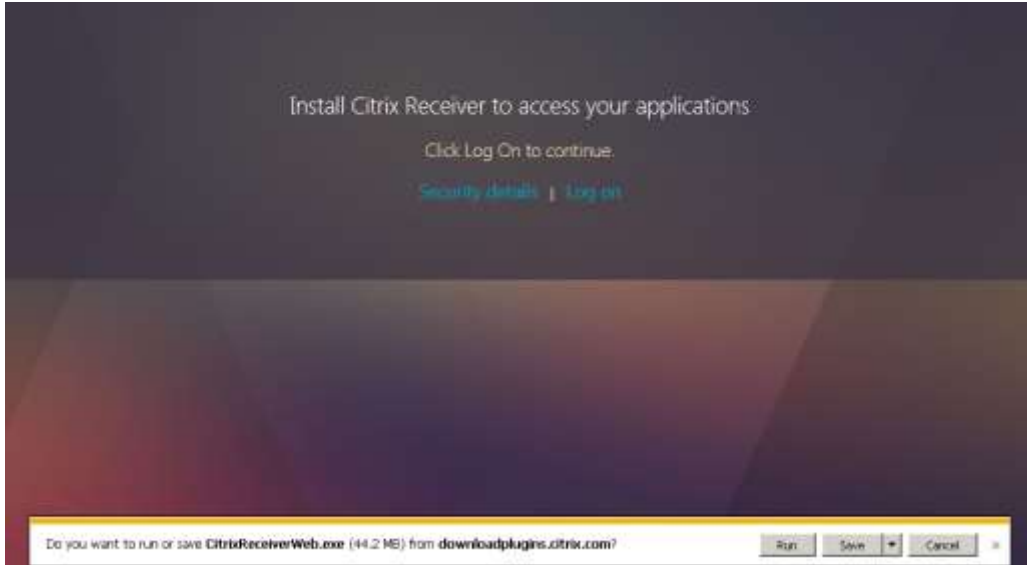 Install Citrix Receiver to access your applications
Click Log On to continue.
Security details | Log on
Do you want to run or save CitrixReceiverWeb.exe (44.2 MB) from downloadplugins.citrix.com?
Run Save Cancel ×